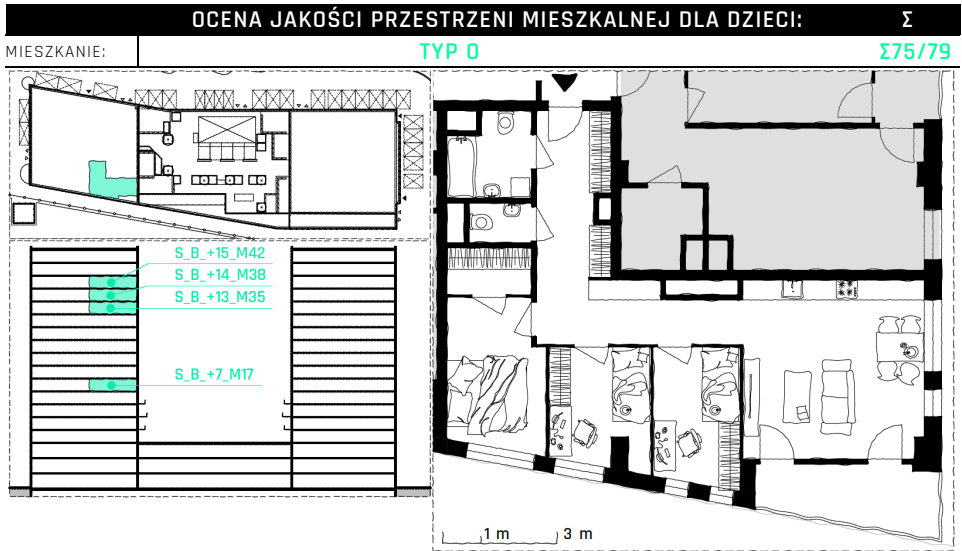 OCENA JAKOŚCI PRZESTRZENI MIESZKALNEJ DLA DZIECI: Σ
MIESZKANIE: TYP O Σ75/79
S_B_+15_M42
S_B_+14_M38
S_B_+13_M35
S_B_+7_M17
1 m 3 m